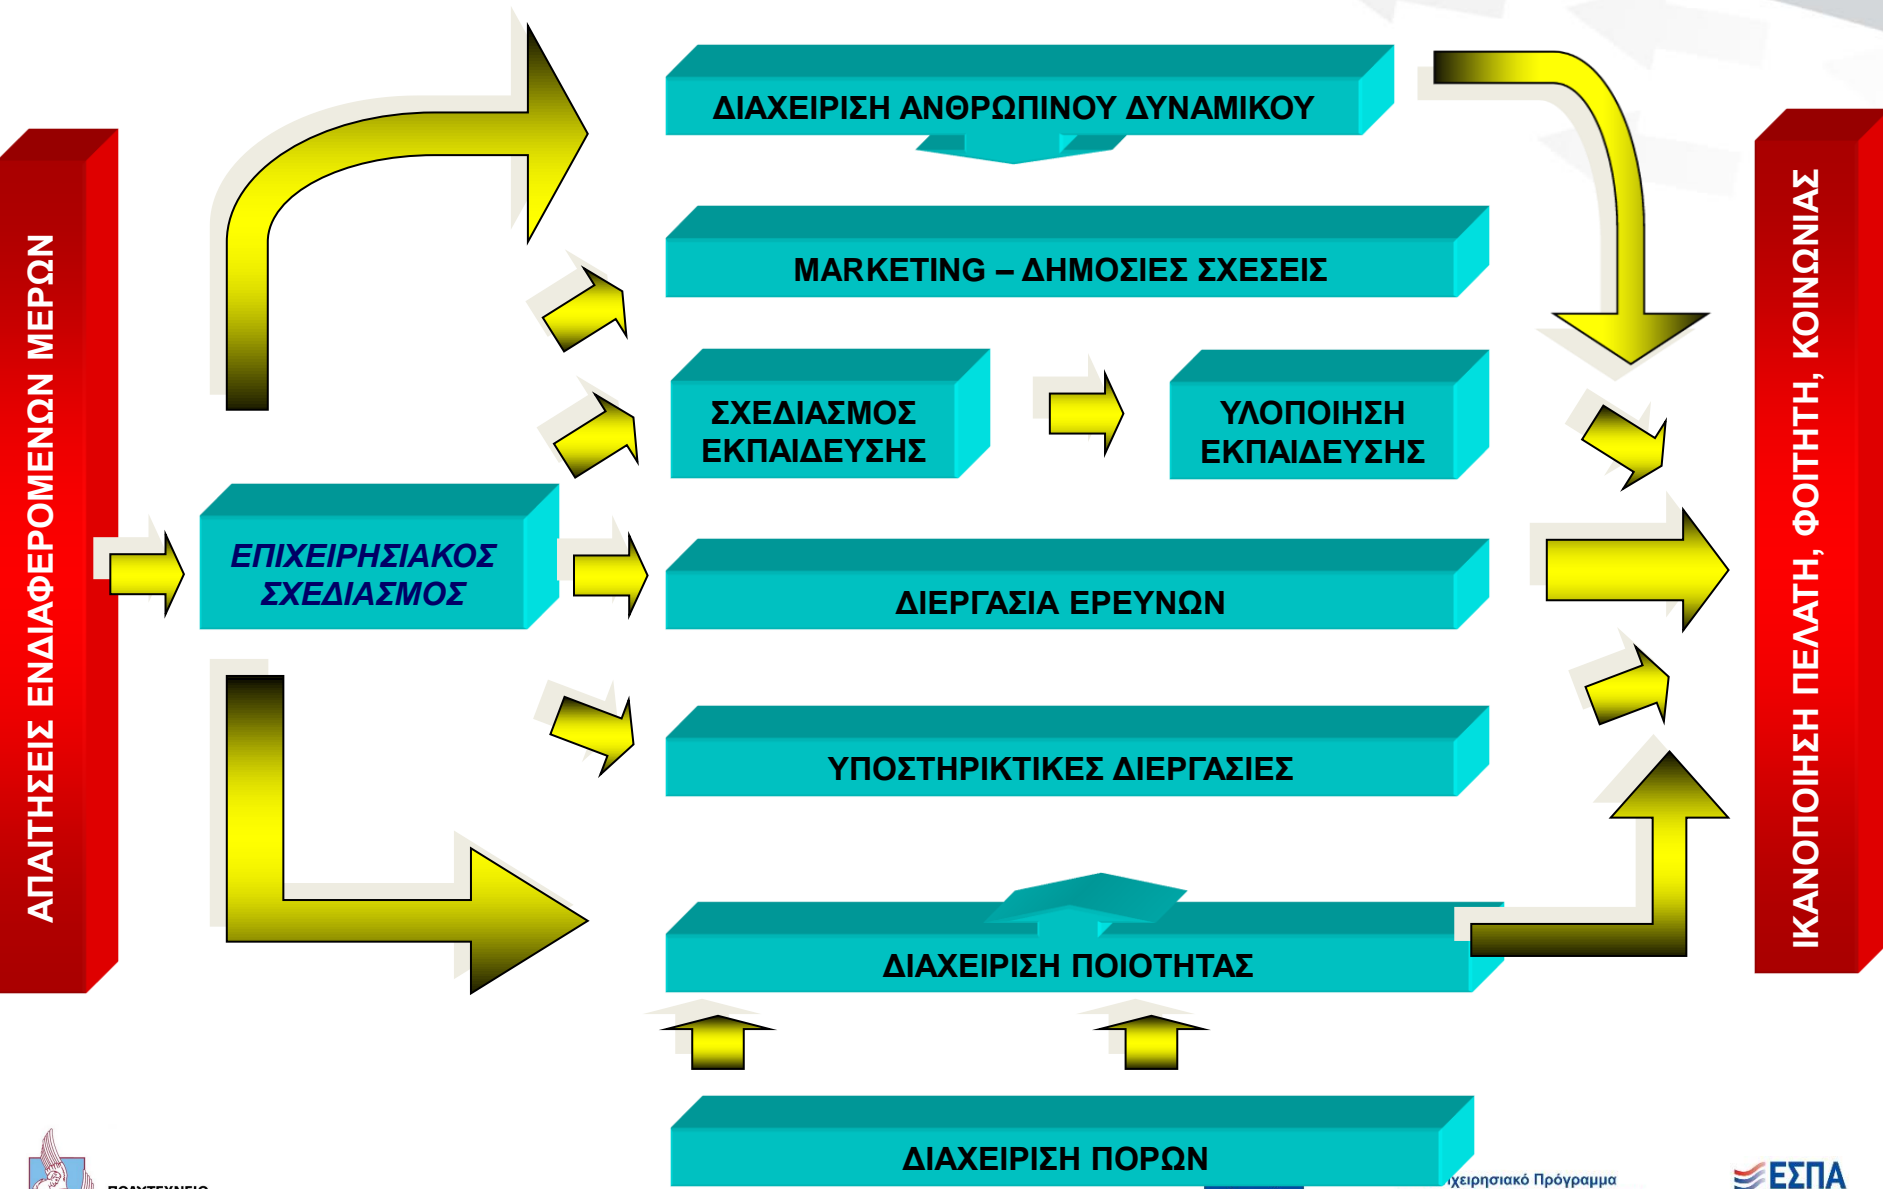 ΑΠΑΙΤΗΣΕΙΣ ΕΝΔΙΑΦΕΡΟΜΕΝΩΝ ΜΕΡΩΝ
ΕΠΙΧΕΙΡΗΣΙΑΚΟΣ
ΣΧΕΔΙΑΣΜΟΣ
ΔΙΑΧΕΙΡΙΣΗ ΑΝΘΡΩΠΙΝΟΥ ΔΥΝΑΜΙΚΟΥ
MARKETING – ΔΗΜΟΣΙΕΣ ΣΧΕΣΕΙΣ
ΣΧΕΔΙΑΣΜΟΣ
ΕΚΠΑΙΔΕΥΣΗΣ
ΥΛΟΠΟΙΗΣΗ
ΕΚΠΑΙΔΕΥΣΗΣ
ΔΙΕΡΓΑΣΙΑ ΕΡΕΥΝΩΝ
ΥΠΟΣΤΗΡΙΚΤΙΚΕΣ ΔΙΕΡΓΑΣΙΕΣ
ΔΙΑΧΕΙΡΙΣΗ ΠΟΙΟΤΗΤΑΣ
ΔΙΑΧΕΙΡΙΣΗ ΠΟΡΩΝ
ΙΚΑΝΟΠΟΙΗΣΗ ΠΕΛΑΤΗ, ΦΟΙΤΗΤΗ, ΚΟΙΝΩΝΙΑΣ
Πρόγραμμα
ΕΣΠΑ